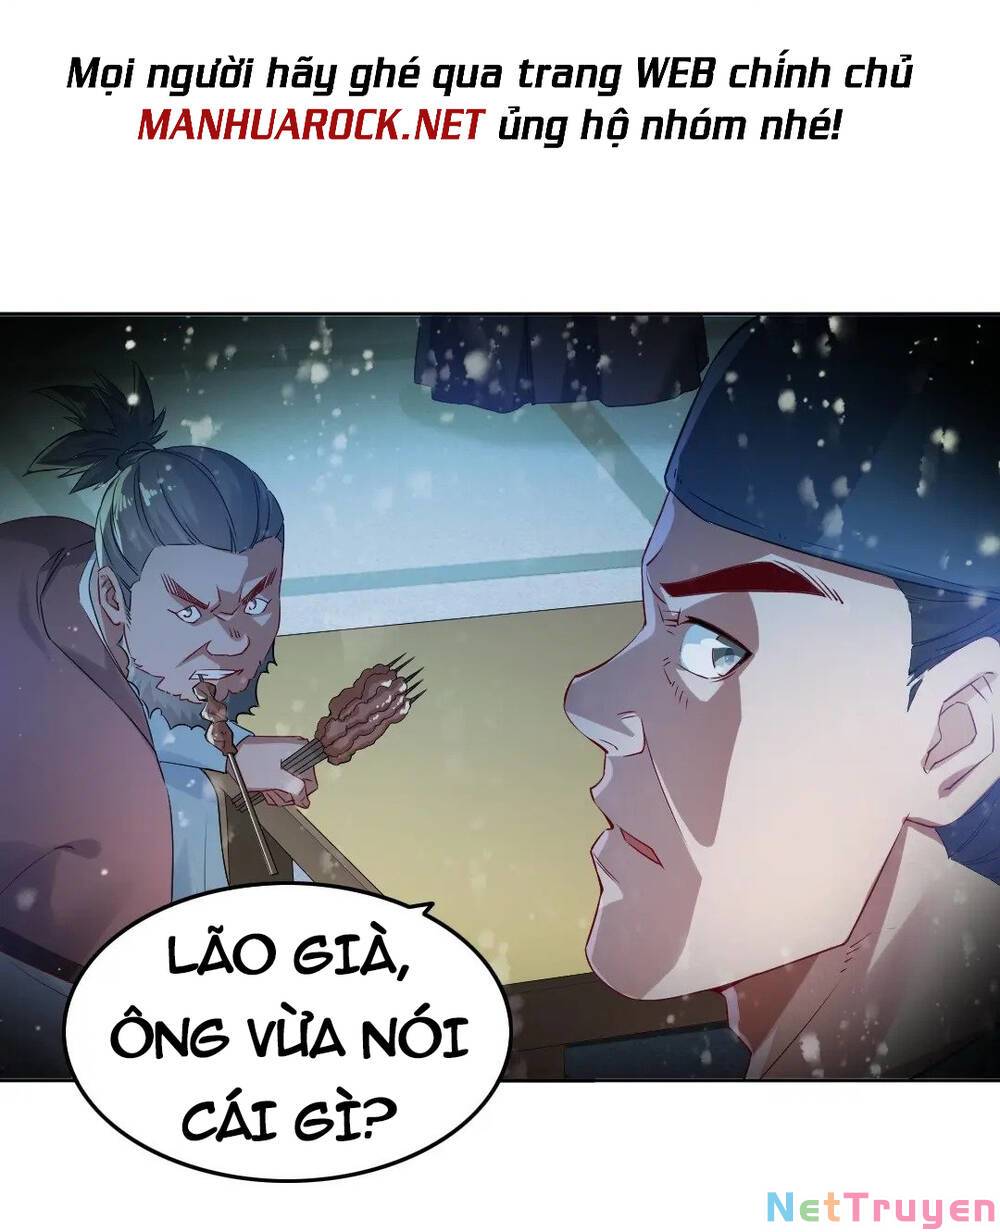 Mọi người hãy ghé qua trang WEB chính chủ
MANHUAROCK.NET ủng hộ nhóm nhé!
LÃO GIÀ,
ÔNG VỪA NÓI
CÁI GÌ?
NetTruyen